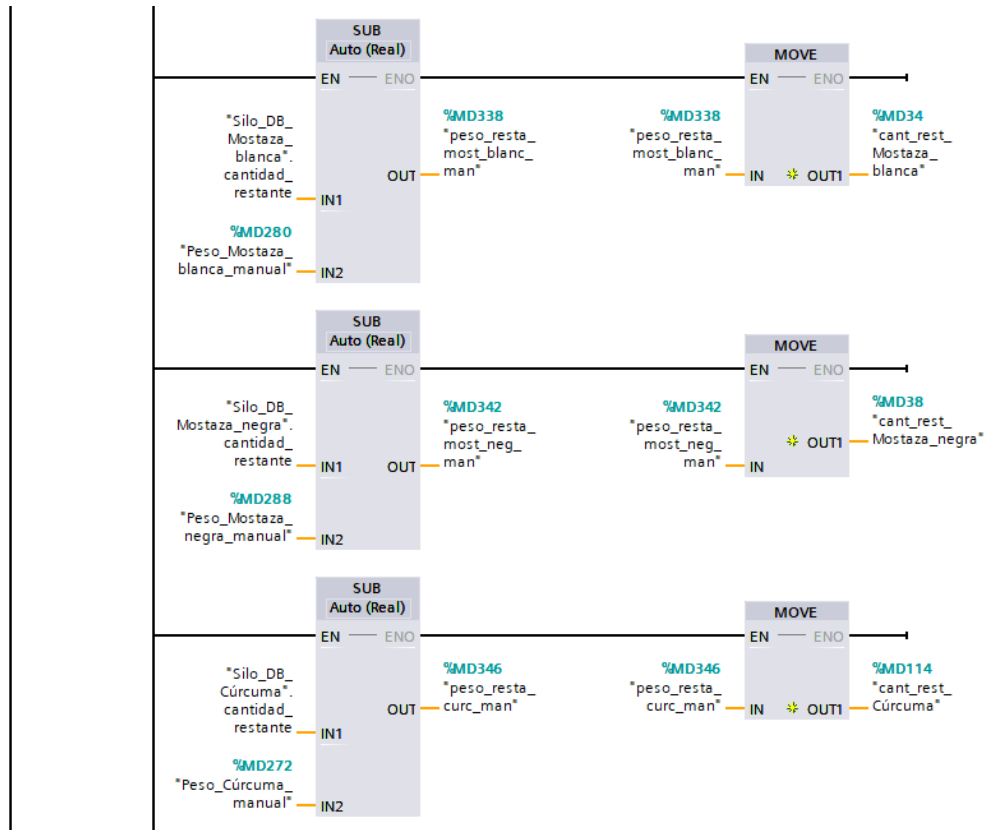 SUB
Auto (Real)
MOVE
EN ENO
EN ENO
"Silo_DB_
Mostaza_
blanca".
cantidad_
restante
IN1
%MD280
"Peso_Mostaza_
blanca_manual"
IN2
OUT
%MD338
"peso_resta_
most_blanc_
man"
%MD338
"peso_resta_
most_blanc_
man"
IN
OUT1
%MD34
"cant_rest_
Mostaza_
blanca"
SUB
Auto (Real)
MOVE
EN ENO
EN ENO
"Silo_DB_
Mostaza_negra".
cantidad_
restante
IN1
%MD288
"Peso_Mostaza_
negra_manual"
IN2
OUT
%MD342
"peso_resta_
most_neg_
man"
%MD342
"peso_resta_
most_neg_
man"
IN
OUT1
%MD38
"cant_rest_
Mostaza_negra"
SUB
Auto (Real)
MOVE
EN ENO
EN ENO
"Silo_DB_
Cúrcuma".
cantidad_
restante
IN1
%MD272
"Peso_Cúrcuma_
manual"
IN2
OUT
%MD346
"peso_resta_
curc_man"
%MD346
"peso_resta_
curc_man"
IN
OUT1
%MD114
"cant_rest_
Cúrcuma"